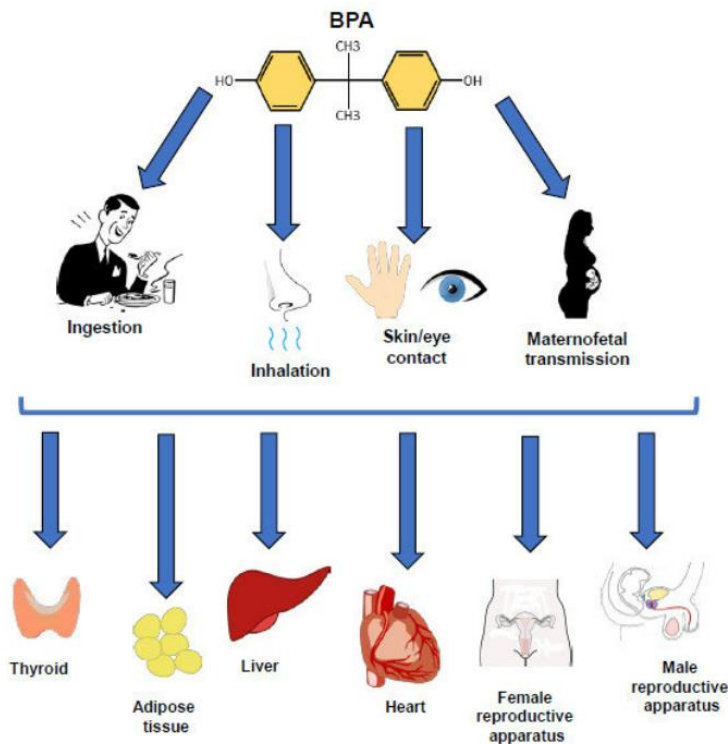 BPA
CH3
HO
OH
CH3
Ingestion
Inhalation
Skin/eye
contact
Maternofetal
transmission
Thyroid
Adipose
tissue
Liver
Heart
Female
reproductive
apparatus
Male
reproductive
apparatus